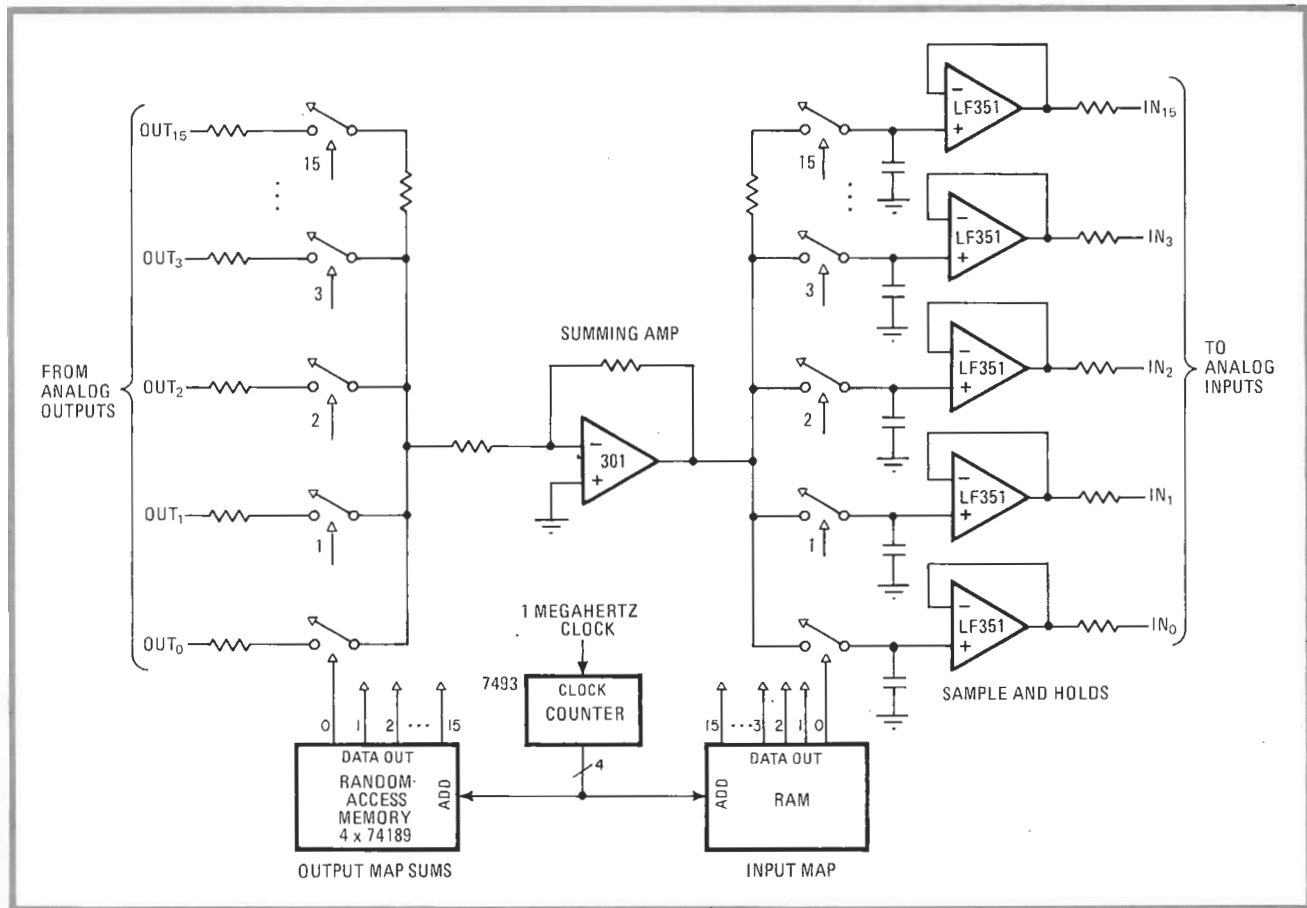 OUT15
15
OUT3
3
FROM
ANALOG
OUTPUTS
OUT2
2
OUT1
1
OUT0
SUMMING AMP
−
301
+
15
−
LF351
+
IN15
3
−
LF351
+
IN3
2
−
LF351
+
IN2
TO
ANALOG
INPUTS
1
−
LF351
+
IN1
−
LF351
+
IN0
SAMPLE AND HOLDS
1 MEGAHERTZ
CLOCK
7493
CLOCK
COUNTER
4
0 1 2 ··· 15
DATA OUT
RANDOM-
ACCESS
MEMORY
4 x 74189
ADD
OUTPUT MAP SUMS
15 ···3 2 1 0
DATA OUT
ADD
RAM
INPUT MAP